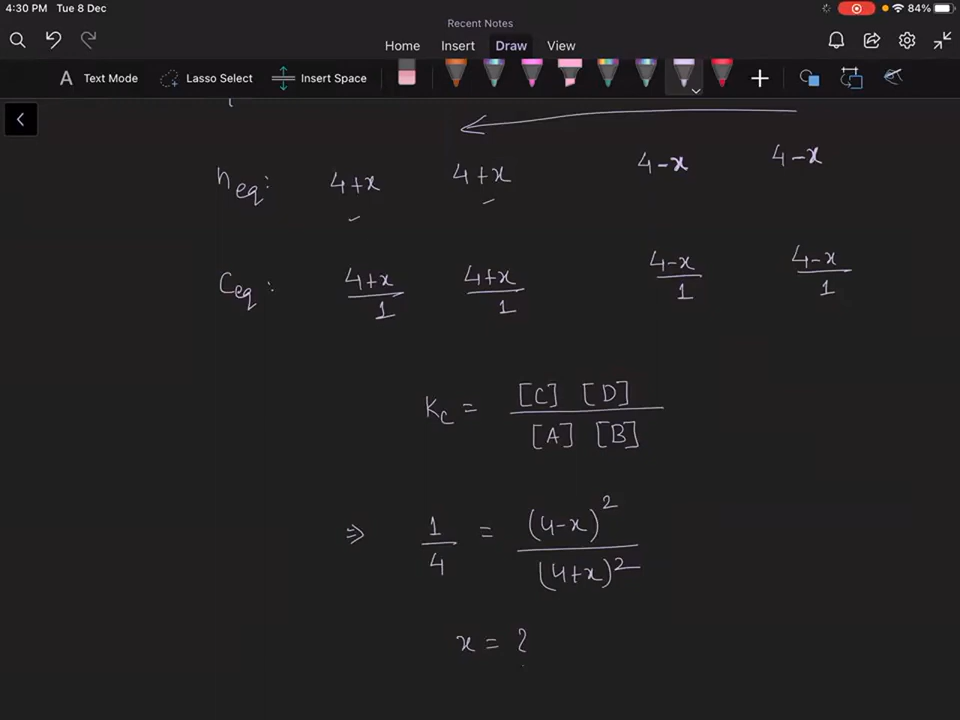 4:30 PM Tue 8 Dec
84%
Recent Notes
Home Insert Draw View
A Text Mode Lasso Select Insert Space
n_eq: 4+x 4+x 4-x 4-x
C_eq: (4+x)/1 (4+x)/1 (4-x)/1 (4-x)/1
K_c = [C] [D] / [A] [B]
⇒ 1/4 = (4-x)² / (4+x)²
x = ?